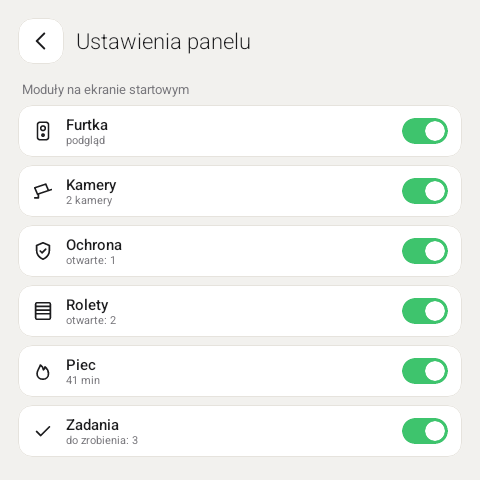 Ustawienia panelu
Moduły na ekranie startowym
Furtka
podgląd
Kamery
2 kamery
Ochrona
otwarte: 1
Rolety
otwarte: 2
Piec
41 min
Zadania
do zrobienia: 3